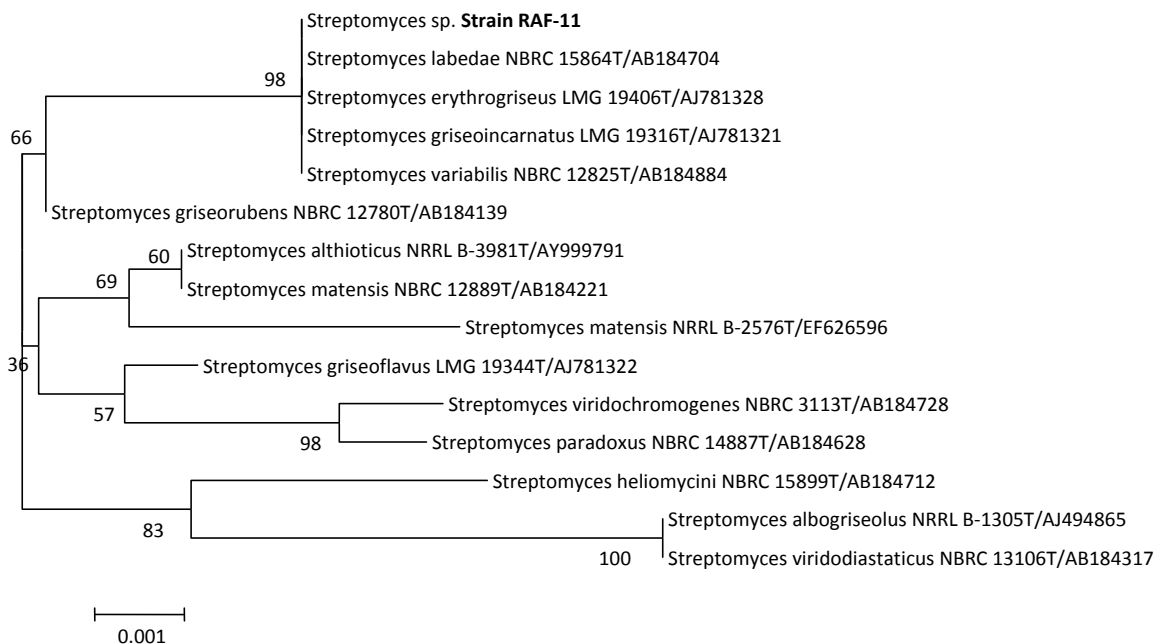 Streptomyces sp. Strain RAF-11
Streptomyces labedae NBRC 15864T/AB184704
98
Streptomyces erythrogriseus LMG 19406T/AJ781328
Streptomyces griseoincarnatus LMG 19316T/AJ781321
66
Streptomyces variabilis NBRC 12825T/AB184884
Streptomyces griseorubens NBRC 12780T/AB184139
Streptomyces althioticus NRRL B-3981T/AY999791
60
69
Streptomyces matensis NBRC 12889T/AB184221
Streptomyces matensis NRRL B-2576T/EF626596
36
Streptomyces griseoflavus LMG 19344T/AJ781322
Streptomyces viridochromogenes NBRC 3113T/AB184728
57
98
Streptomyces paradoxus NBRC 14887T/AB184628
Streptomyces heliomycini NBRC 15899T/AB184712
83
Streptomyces albogriseolus NRRL B-1305T/AJ494865
100
Streptomyces viridodiastaticus NBRC 13106T/AB184317
0.001